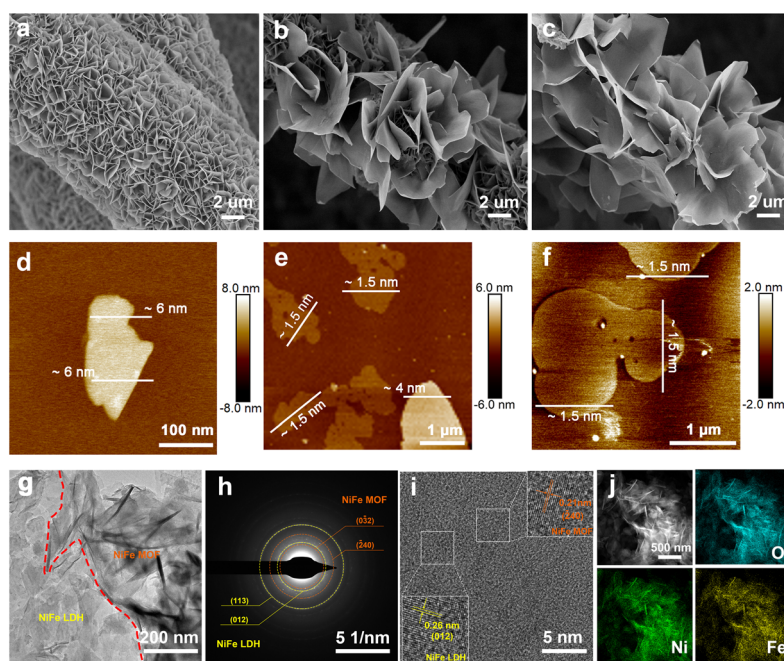 a
2 um
b
2 um
c
2 um
d
~ 6 nm
~ 6 nm
100 nm
8.0 nm
-8.0 nm
e
~ 1.5 nm
~ 1.5 nm
~ 1.5 nm
~ 4 nm
1 μm
6.0 nm
-6.0 nm
f
~ 1.5 nm
~ 1.5 nm
~ 1.5 nm
1 μm
2.0 nm
-2.0 nm
g
NiFe MOF
NiFe LDH
200 nm
h
NiFe MOF
(03̄2)
(2̄40)
(113)
(012)
NiFe LDH
5 1/nm
i
NiFe MOF
0.26 nm
(012)
NiFe LDH
5 nm
j
500 nm
O
Ni
Fe